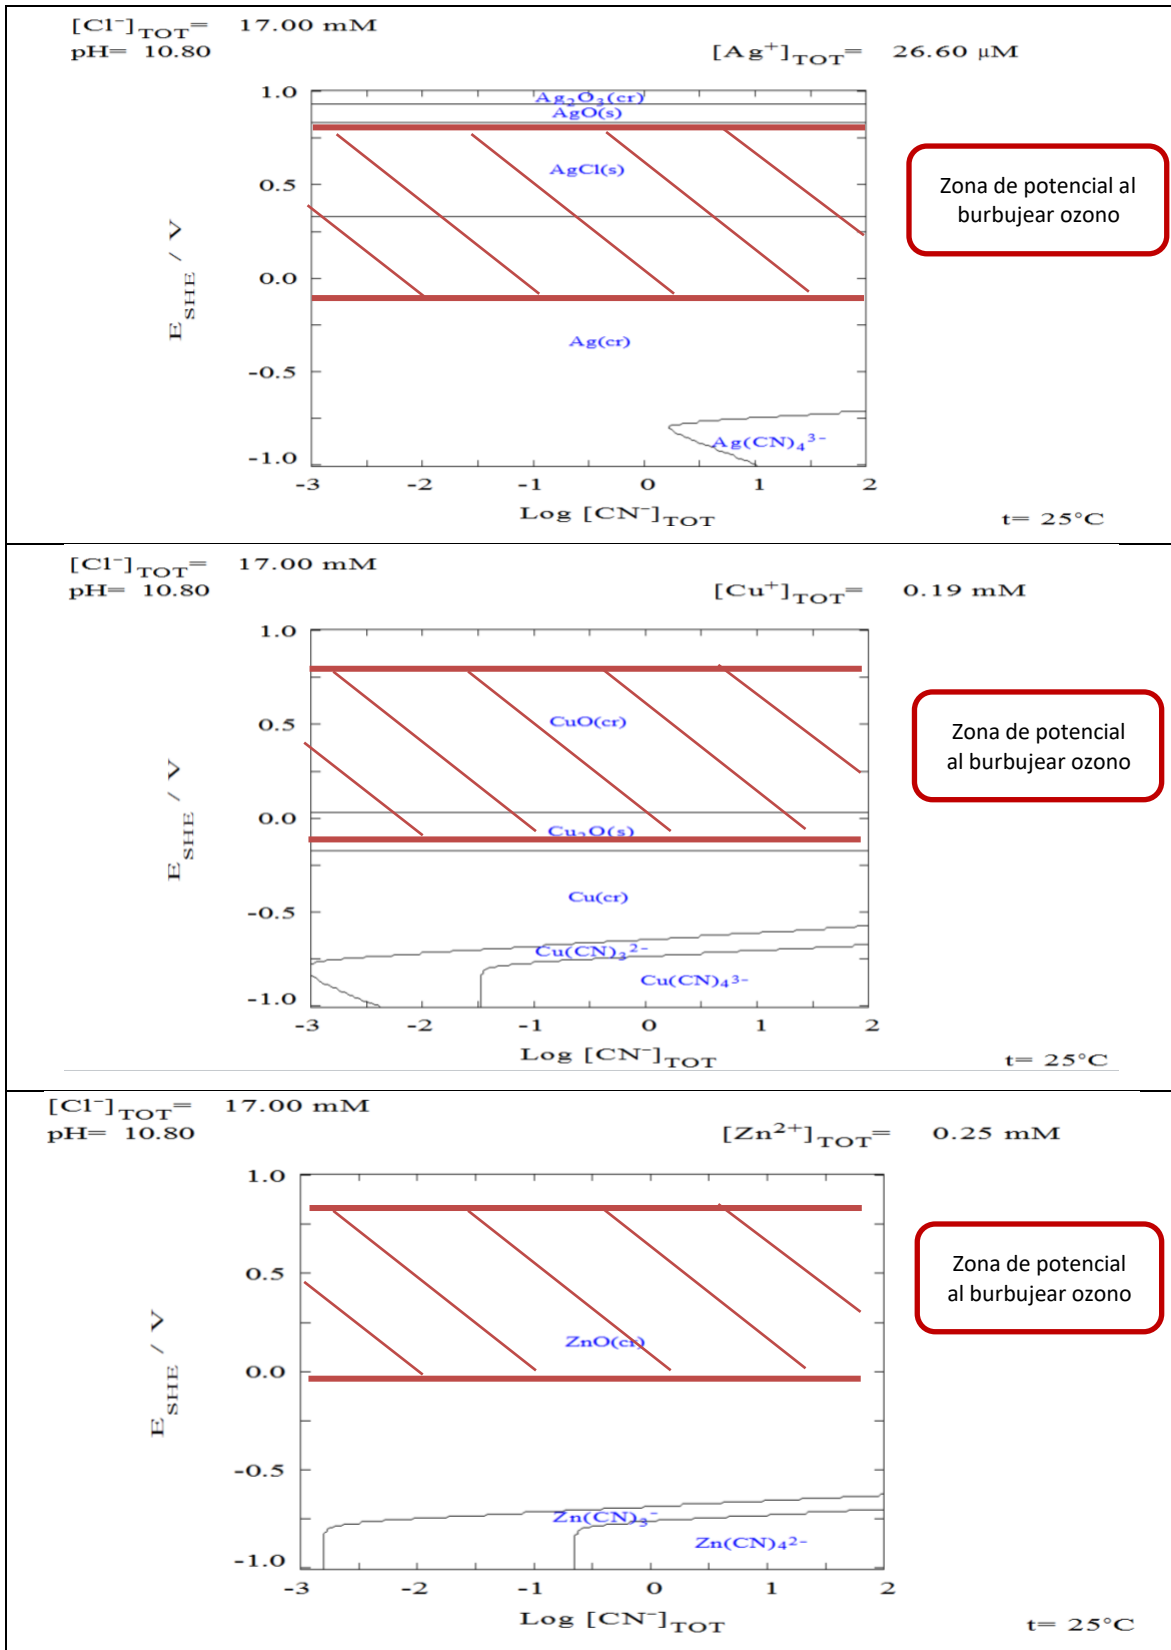 [Cl⁻]TOT= 17.00 mM
pH= 10.80
[Ag⁺]TOT= 26.60 µM
1.0
0.5
0.0
-0.5
-1.0
E SHE / V
Ag₂O₃(cr)
AgO(s)
AgCl(s)
Ag(cr)
Ag(CN)₄³⁻
-3 -2 -1 0 1 2
Log [CN⁻]TOT
t= 25°C
Zona de potencial al
burbujear ozono
[Cl⁻]TOT= 17.00 mM
pH= 10.80
[Cu⁺]TOT= 0.19 mM
1.0
0.5
0.0
-0.5
-1.0
E SHE / V
CuO(cr)
Cu₂O(s)
Cu(cr)
Cu(CN)₃²⁻
Cu(CN)₄³⁻
-3 -2 -1 0 1 2
Log [CN⁻]TOT
t= 25°C
Zona de potencial
al burbujear ozono
[Cl⁻]TOT= 17.00 mM
pH= 10.80
[Zn²⁺]TOT= 0.25 mM
1.0
0.5
0.0
-0.5
-1.0
E SHE / V
ZnO(cr)
Zn(CN)₃⁻
Zn(CN)₄²⁻
-3 -2 -1 0 1 2
Log [CN⁻]TOT
t= 25°C
Zona de potencial
al burbujear ozono